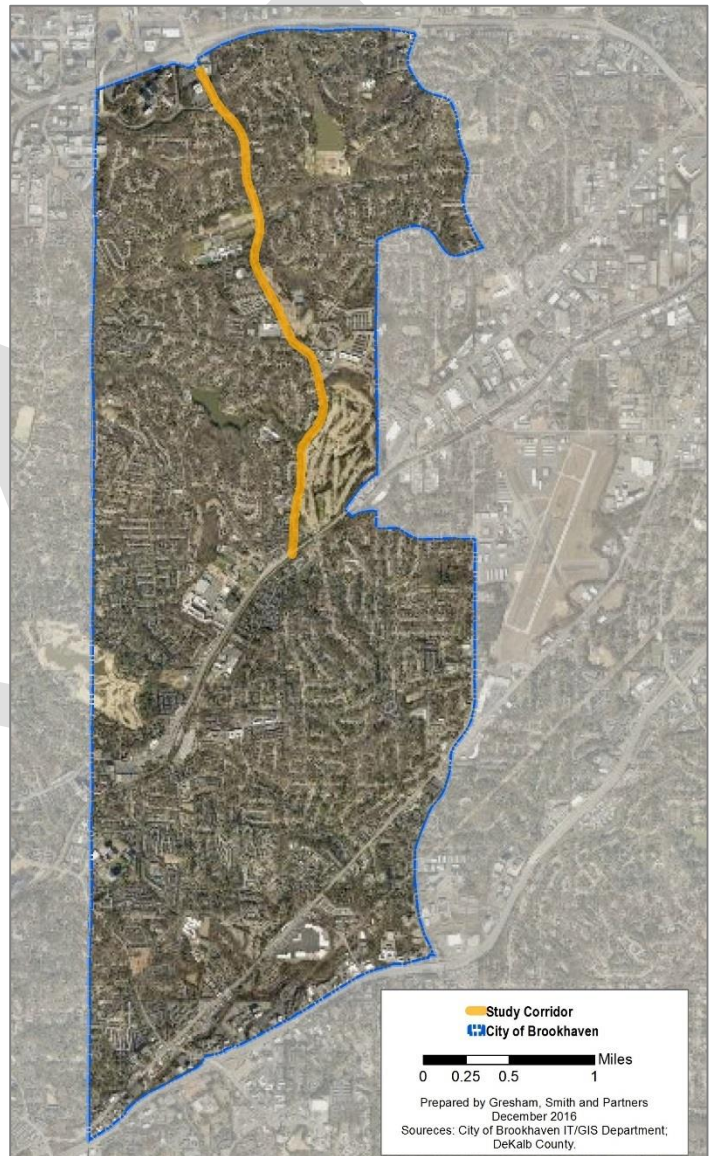 Study Corridor
City of Brookhaven
Miles
0 0.25 0.5 1
Prepared by Gresham, Smith and Partners
December 2016
Soureces: City of Brookhaven IT/GIS Department;
DeKalb County.